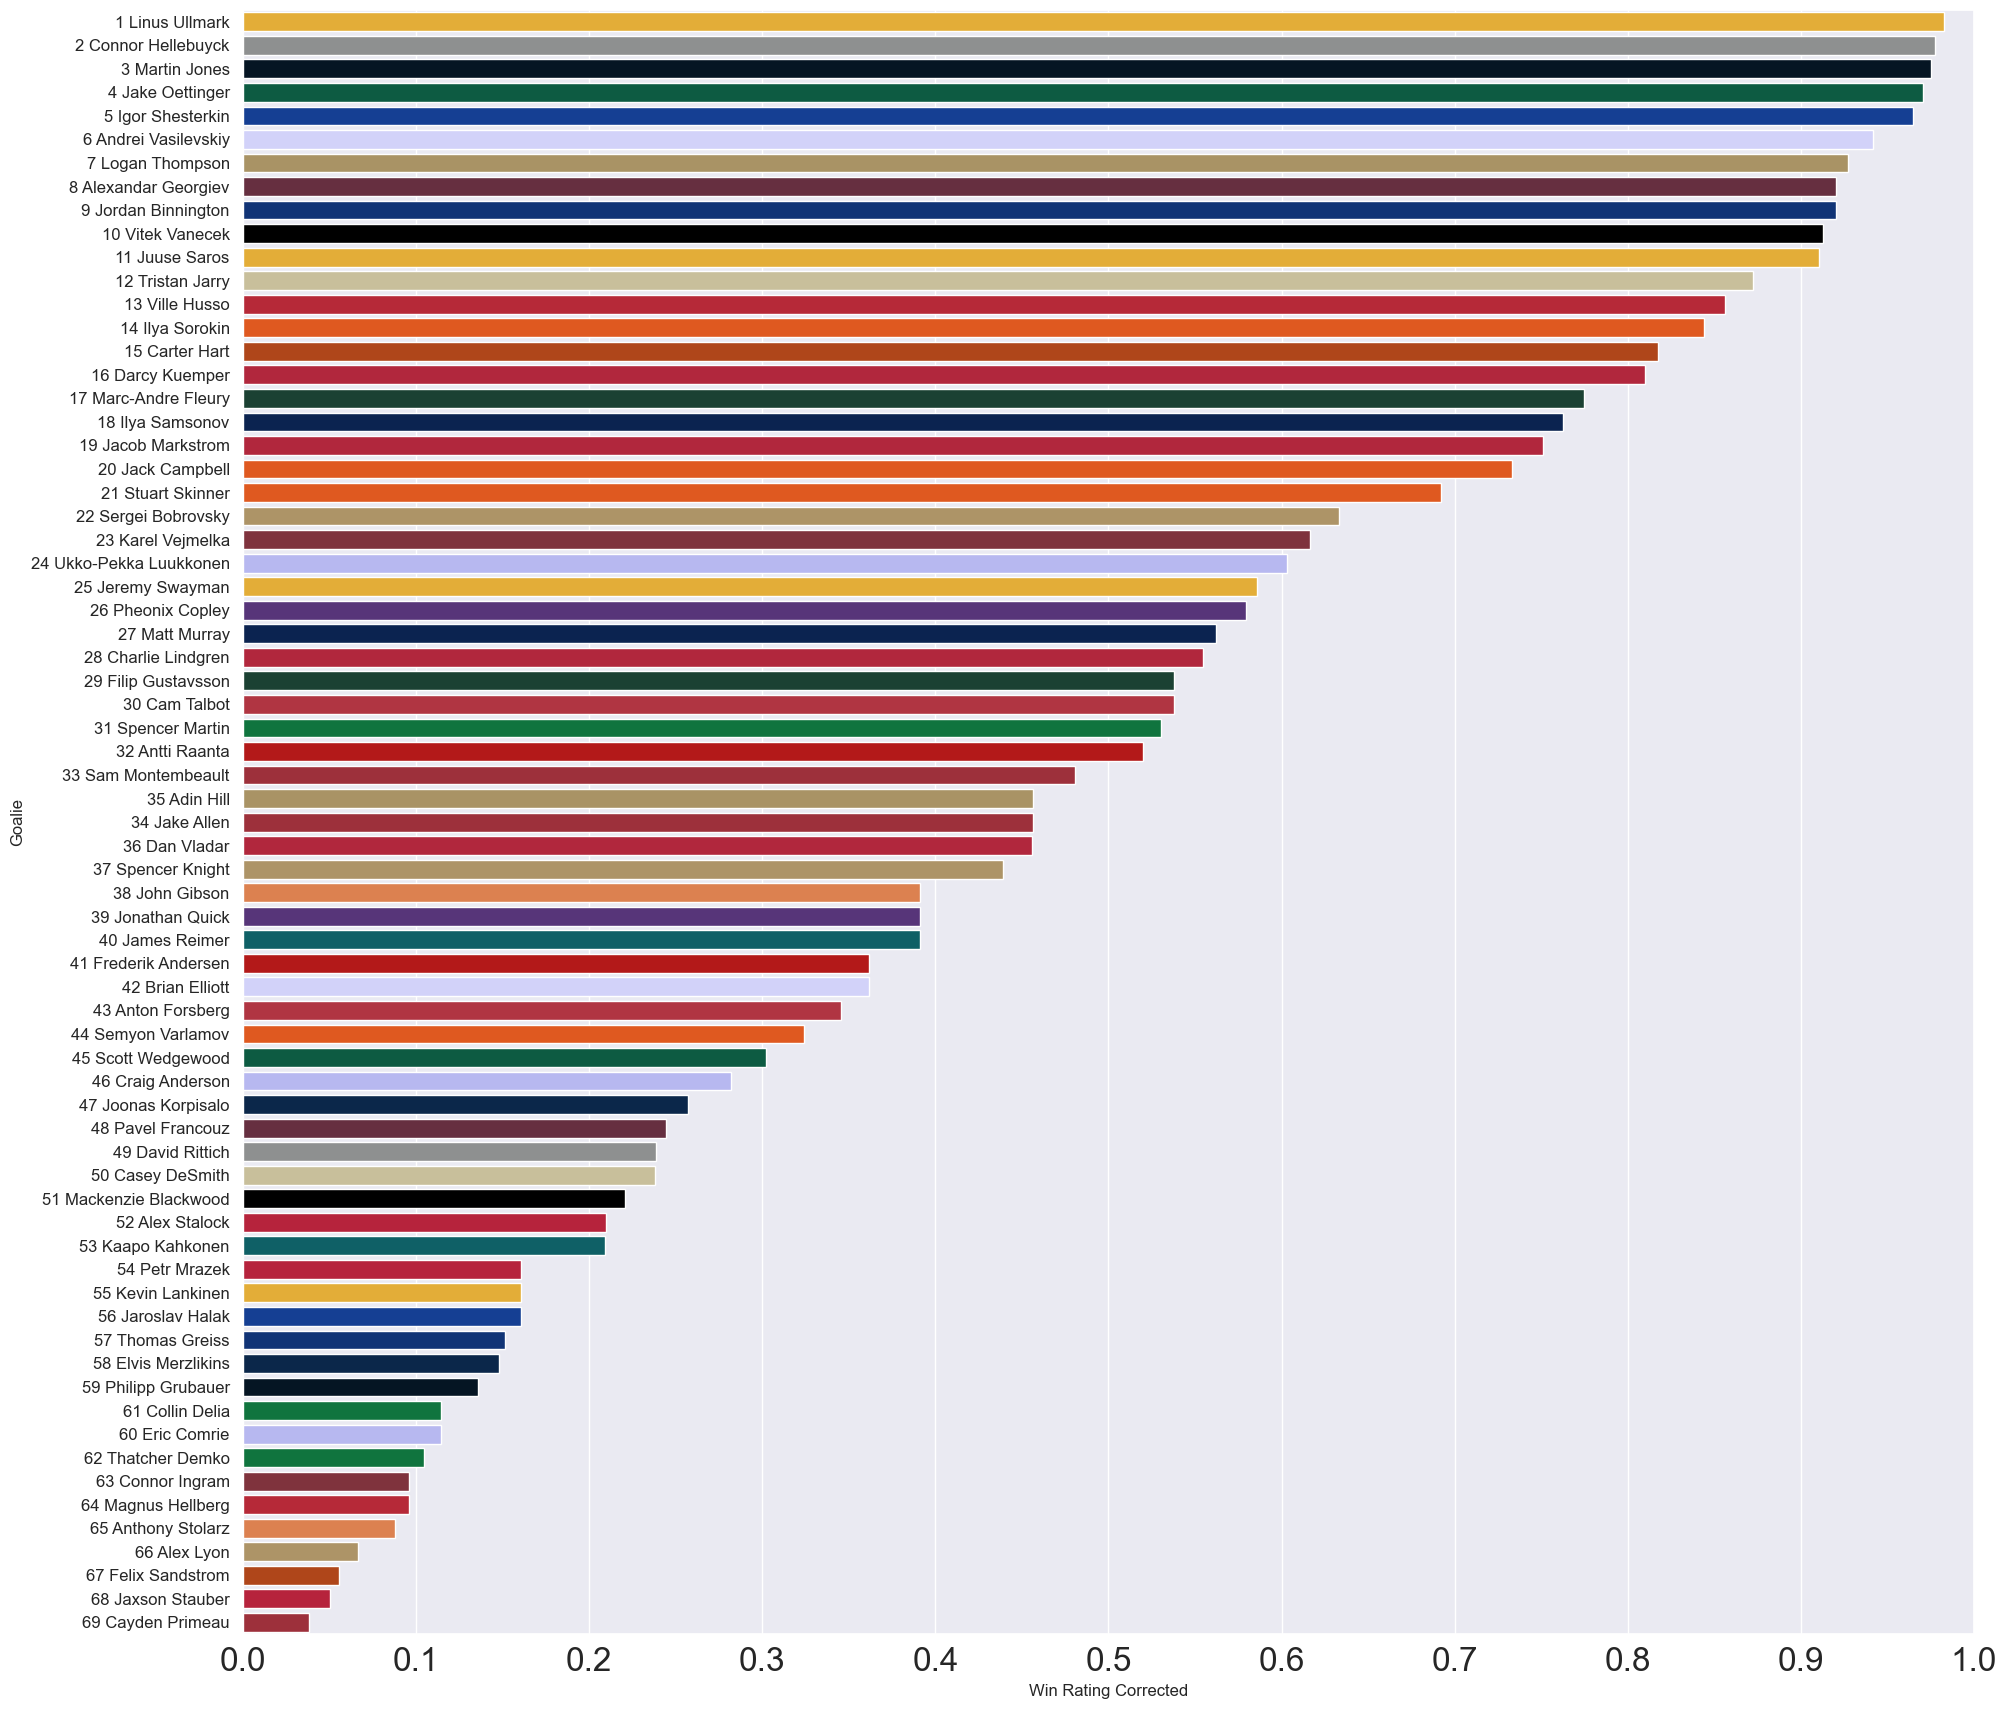 1 Linus Ullmark
2 Connor Hellebuyck
3 Martin Jones
4 Jake Oettinger
5 Igor Shesterkin
6 Andrei Vasilevskiy
7 Logan Thompson
8 Alexandar Georgiev
9 Jordan Binnington
10 Vitek Vanecek
11 Juuse Saros
12 Tristan Jarry
13 Ville Husso
14 Ilya Sorokin
15 Carter Hart
16 Darcy Kuemper
17 Marc-Andre Fleury
18 Ilya Samsonov
19 Jacob Markstrom
20 Jack Campbell
21 Stuart Skinner
22 Sergei Bobrovsky
23 Karel Vejmelka
24 Ukko-Pekka Luukkonen
25 Jeremy Swayman
26 Pheonix Copley
27 Matt Murray
28 Charlie Lindgren
29 Filip Gustavsson
30 Cam Talbot
31 Spencer Martin
32 Antti Raanta
33 Sam Montembeault
35 Adin Hill
34 Jake Allen
36 Dan Vladar
37 Spencer Knight
38 John Gibson
39 Jonathan Quick
40 James Reimer
41 Frederik Andersen
42 Brian Elliott
43 Anton Forsberg
44 Semyon Varlamov
45 Scott Wedgewood
46 Craig Anderson
47 Joonas Korpisalo
48 Pavel Francouz
49 David Rittich
50 Casey DeSmith
51 Mackenzie Blackwood
52 Alex Stalock
53 Kaapo Kahkonen
54 Petr Mrazek
55 Kevin Lankinen
56 Jaroslav Halak
57 Thomas Greiss
58 Elvis Merzlikins
59 Philipp Grubauer
61 Collin Delia
60 Eric Comrie
62 Thatcher Demko
63 Connor Ingram
64 Magnus Hellberg
65 Anthony Stolarz
66 Alex Lyon
67 Felix Sandstrom
68 Jaxson Stauber
69 Cayden Primeau
Goalie
0.0 0.1 0.2 0.3 0.4 0.5 0.6 0.7 0.8 0.9 1.0
Win Rating Corrected